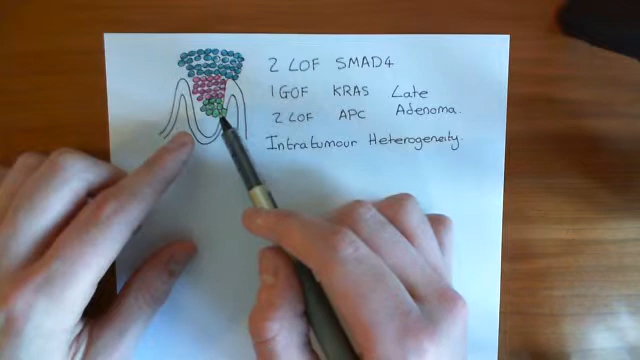 2 LOF SMAD4
1 GOF KRAS Late
2 LOF APC Adenoma.
Intratumour Heterogeneity.